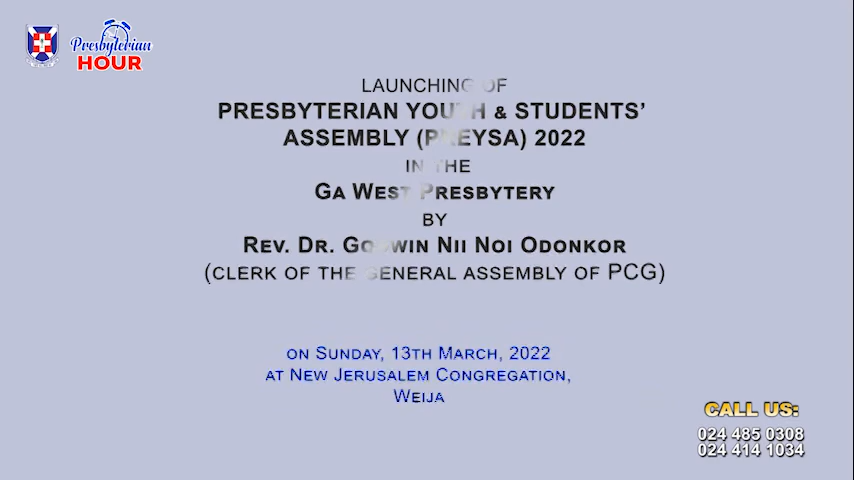 Presbyterian
HOUR
LAUNCHING OF
PRESBYTERIAN YOUTH & STUDENTS'
ASSEMBLY (PREYSA) 2022
IN THE
GA WEST PRESBYTERY
BY
REV. DR. GODWIN NII NOI ODONKOR
(CLERK OF THE GENERAL ASSEMBLY OF PCG)
ON SUNDAY, 13TH MARCH, 2022
AT NEW JERUSALEM CONGREGATION,
WEIJA
CALL US:
024 485 0308
024 414 1034